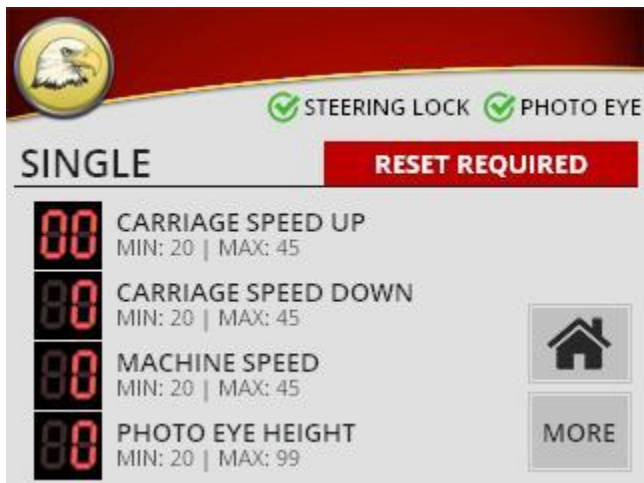 STEERING LOCK PHOTO EYE
SINGLE
RESET REQUIRED
00 CARRIAGE SPEED UP
MIN: 20 | MAX: 45
0 CARRIAGE SPEED DOWN
MIN: 20 | MAX: 45
0 MACHINE SPEED
MIN: 20 | MAX: 45
0 PHOTO EYE HEIGHT
MIN: 20 | MAX: 99
MORE